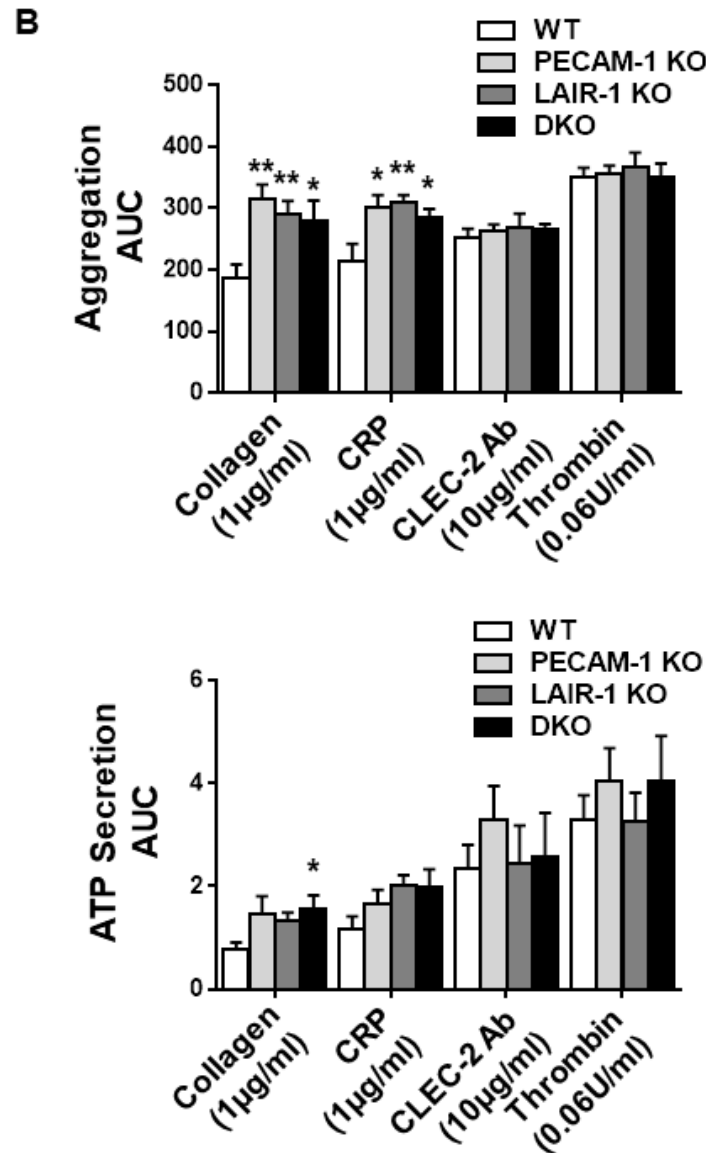 B
WT
PECAM-1 KO
LAIR-1 KO
DKO
Aggregation
AUC
500
400
300
200
100
0
** ** *
* ** *
Collagen
(1µg/ml)
CRP
(1µg/ml)
CLEC-2 Ab
(10µg/ml)
Thrombin
(0.06U/ml)
WT
PECAM-1 KO
LAIR-1 KO
DKO
ATP Secretion
AUC
6
4
2
0
*
Collagen
(1µg/ml)
CRP
(1µg/ml)
CLEC-2 Ab
(10µg/ml)
Thrombin
(0.06U/ml)